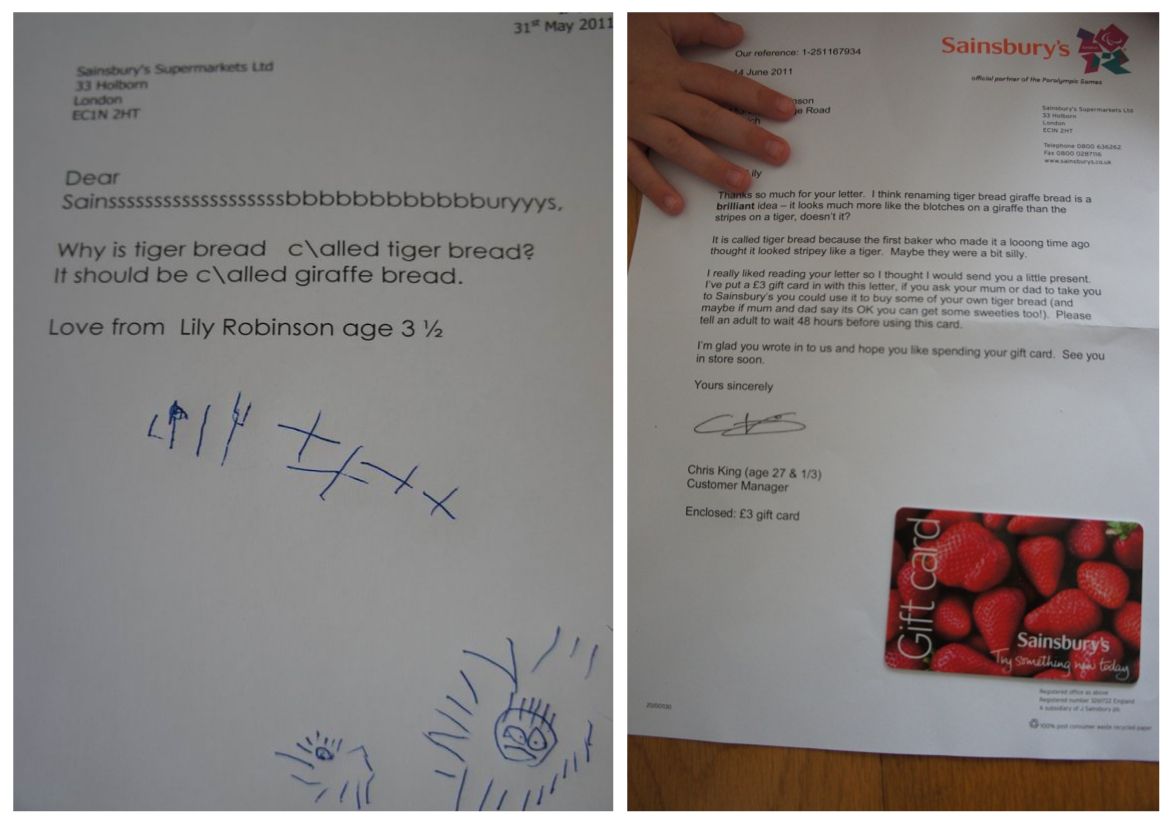 31st May 2011
Sainsbury's Supermarkets Ltd
33 Holborn
London
EC1N 2HT
Dear
Sainssssssssssssssssssssbbbbbbbbbbbbbburyyys,
Why is tiger bread c\alled tiger bread?
It should be c\alled giraffe bread.
Love from Lily Robinson age 3 ½
Our reference: 1-251167934
14 June 2011
nson
ge Road
ch
Lily
Sainsbury's
official partner of the Paralympic Games
Sainsbury's Supermarkets Ltd
33 Holborn
London
EC1N 2HT
Telephone 0800 636262
Fax 0800 0287116
www.sainsburys.co.uk
Thanks so much for your letter. I think renaming tiger bread giraffe bread is a
brilliant idea – it looks much more like the blotches on a giraffe than the
stripes on a tiger, doesn't it?
It is called tiger bread because the first baker who made it a looong time ago
thought it looked stripey like a tiger. Maybe they were a bit silly.
I really liked reading your letter so I thought I would send you a little present.
I've put a £3 gift card in with this letter, if you ask your mum or dad to take you
to Sainsbury's you could use it to buy some of your own tiger bread (and
maybe if mum and dad say its OK you can get some sweeties too!). Please
tell an adult to wait 48 hours before using this card.
I'm glad you wrote in to us and hope you like spending your gift card. See you
in store soon.
Yours sincerely
Chris King (age 27 & 1/3)
Customer Manager
Enclosed: £3 gift card
Gift card
Sainsbury's
Try something new today
Registered office as above
Registered number England
A subsidiary of J Sainsbury plc
100% post consumer waste recycled paper